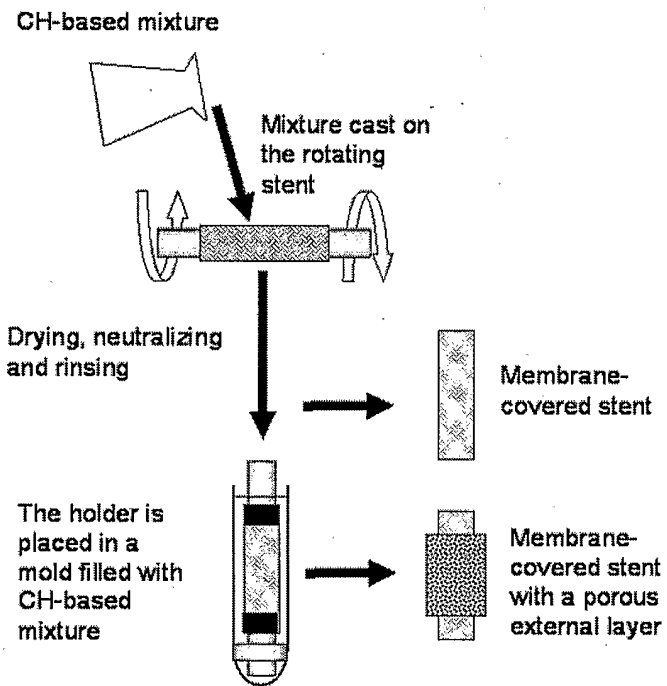 CH-based mixture
Mixture cast on
the rotating
stent
Drying, neutralizing
and rinsing
Membrane-
covered stent
The holder is
placed in a
mold filled with
CH-based
mixture
Membrane-
covered stent
with a porous
external layer